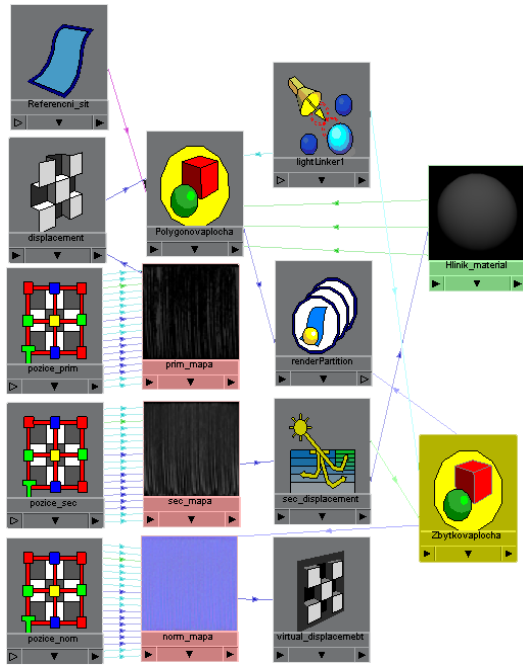 Referencni_sit
lightLinker1
displacement
Polygonovaplocha
Hlinik_material
pozice_prim
prim_mapa
renderPartition
pozice_sec
sec_mapa
sec_displacement
Zbytkovaplocha
pozice_nom
norm_mapa
virtual_displacemebt